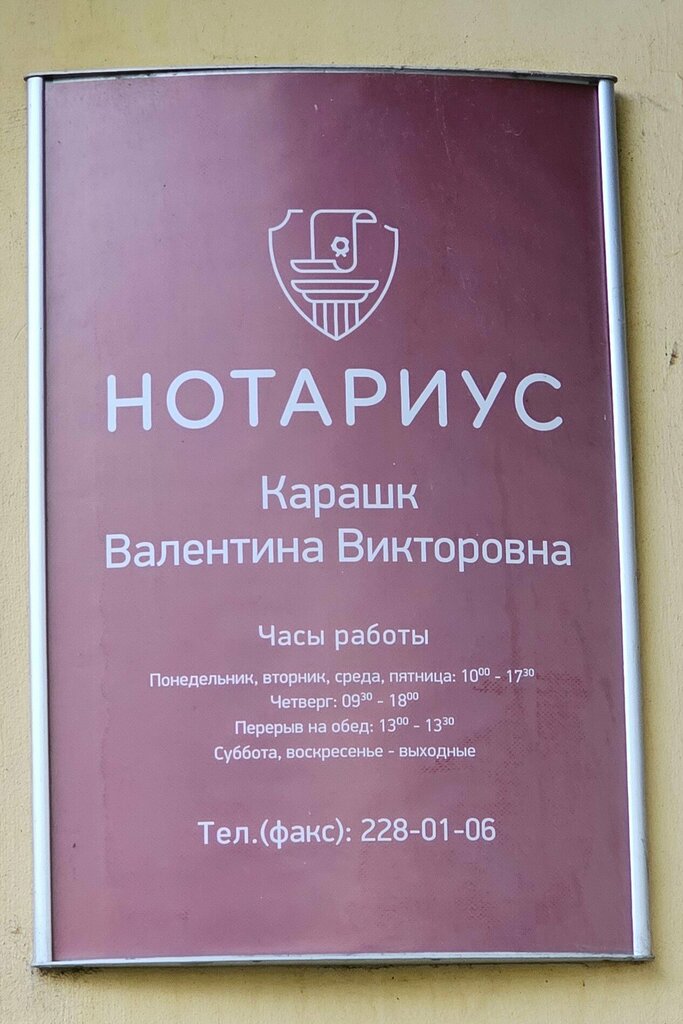 НОТАРИУС
Карашк
Валентина Викторовна
Часы работы
Понедельник, вторник, среда, пятница: 10⁰⁰ - 17³⁰
Четверг: 09³⁰ - 18⁰⁰
Перерыв на обед: 13⁰⁰ - 13³⁰
Суббота, воскресенье - выходные
Тел.(факс): 228-01-06